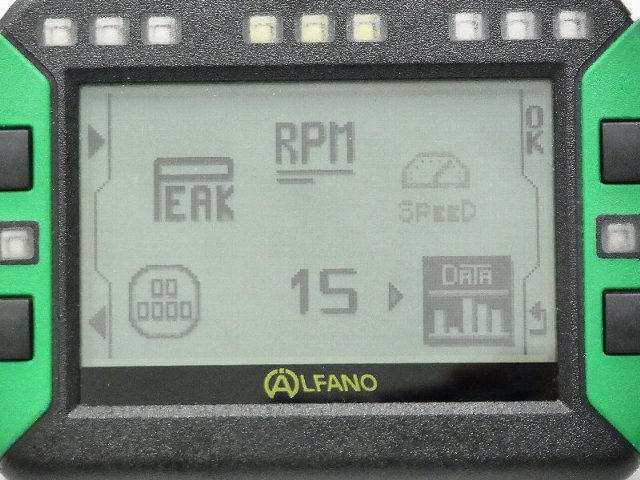 RPM
OK
PEAK
SPEED
15
DATA
ALFANO